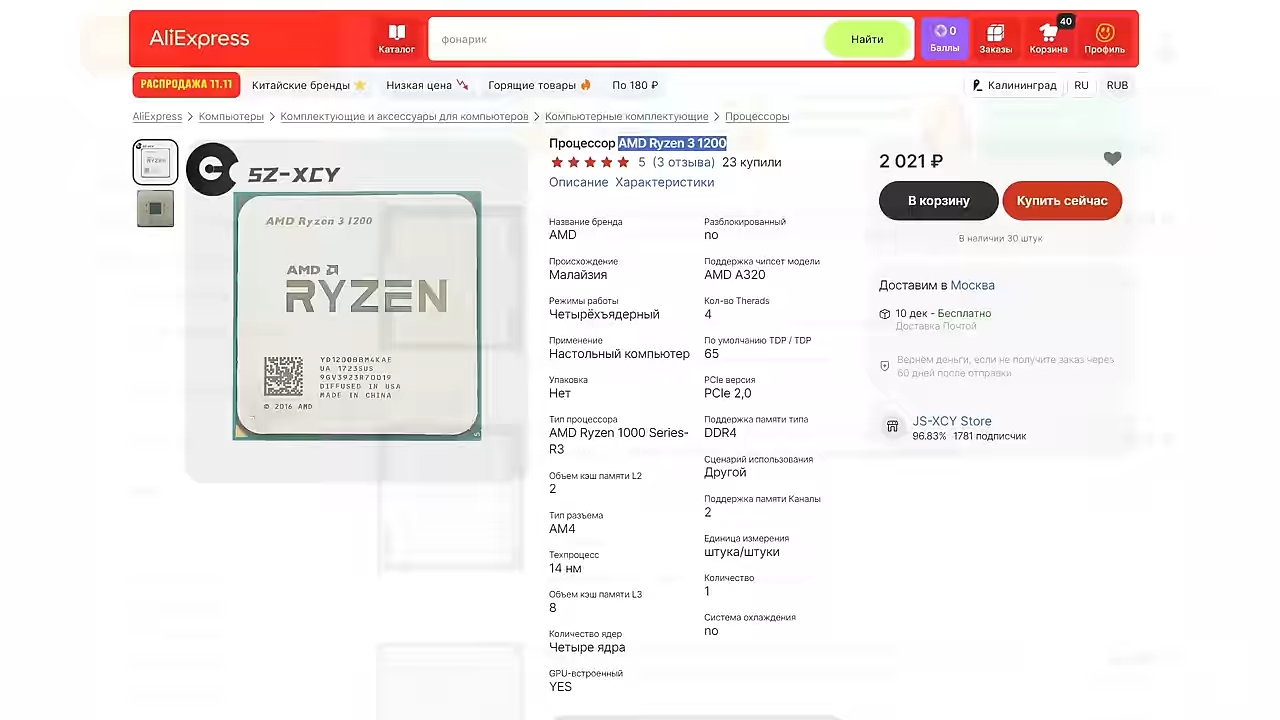 AliExpress
Каталог
фонарик
Найти
0
Баллы
Заказы
40
Корзина
Профиль
РАСПРОДАЖА 11.11
Китайские бренды
Низкая цена
Горящие товары
По 180 ₽
Калининград
RU
RUB
AliExpress
Компьютеры
Комплектующие и аксессуары для компьютеров
Компьютерные комплектующие
Процессоры
SZ-XCY
AMD Ryzen 3 1200
AMD
RYZEN
YD1200BBM4KAE
UA 1723SUS
9GV3923R70019
DIFFUSED IN USA
MADE IN CHINA
© 2016 AMD
Процессор AMD Ryzen 3 1200
5 (3 отзыва) 23 купили
Описание Характеристики
Название бренда
AMD
Происхождение
Малайзия
Режимы работы
Четырёхъядерный
Применение
Настольный компьютер
Упаковка
Нет
Тип процессора
AMD Ryzen 1000 Series-
R3
Объем кэш памяти L2
2
Тип разъема
AM4
Техпроцесс
14 нм
Объем кэш памяти L3
8
Количество ядер
Четыре ядра
GPU-встроенный
YES
Разблокированный
no
Поддержка чипсет модели
AMD A320
Кол-во Therads
4
По умолчанию TDP / TDP
65
PCIe версия
PCIe 2,0
Поддержка памяти типа
DDR4
Сценарий использования
Другой
Поддержка памяти Каналы
2
Единица измерения
штука/штуки
Количество
1
Система охлаждения
no
2 021 ₽
В корзину
Купить сейчас
В наличии 30 штук
Доставим в Москва
10 дек - Бесплатно
Доставка Почтой
Вернём деньги, если не получите заказ через
60 дней после отправки
JS-XCY Store
96.83% 1781 подписчик